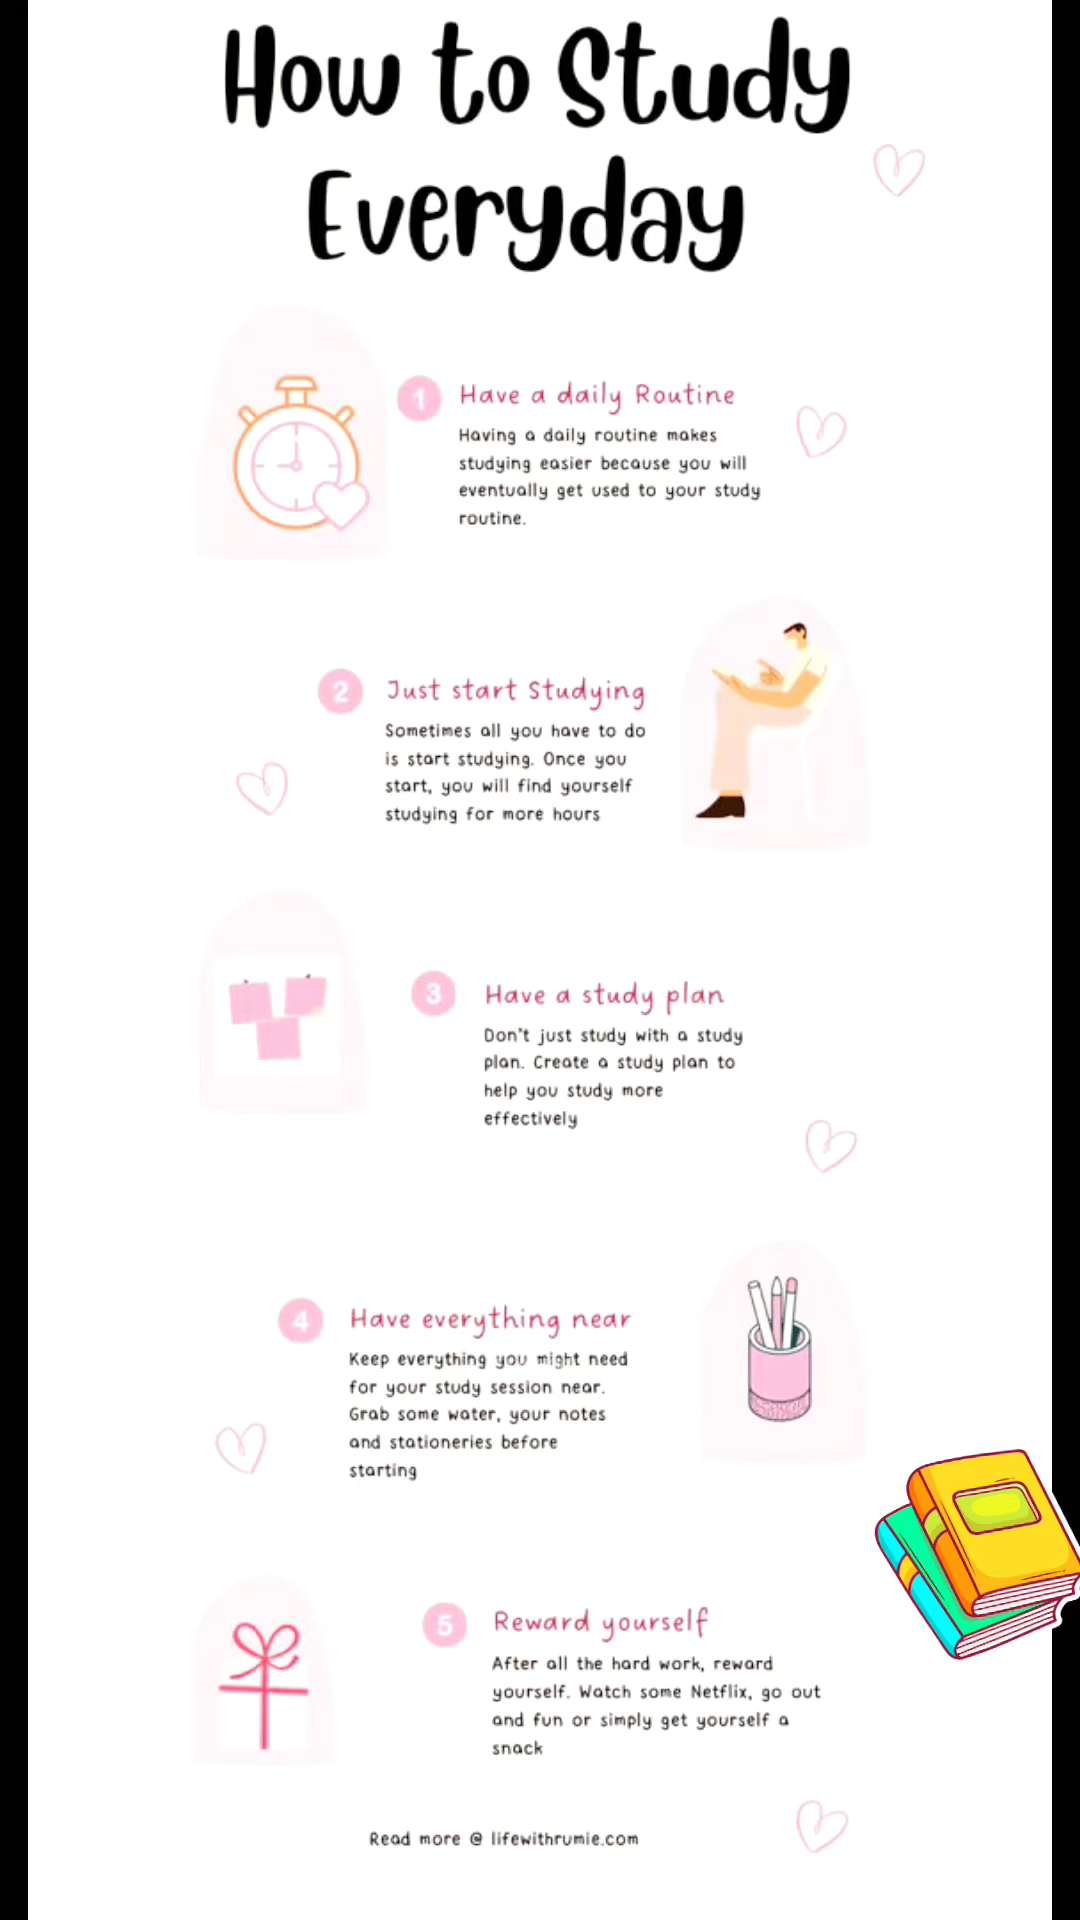 How to Study
Everyday
1
Have a daily Routine
Having a daily routine makes
studying easier because you will
eventually get used to your study
routine.
2
Just start Studying
Sometimes all you have to do
is start studying. Once you
start, you will find yourself
studying for more hours
3
Have a study plan
Don't just study with a study
plan. Create a study plan to
help you study more
effectively
4
Have everything near
Keep everything you might need
for your study session near.
Grab some water, your notes
and stationeries before
starting
5
Reward yourself
After all the hard work, reward
yourself. Watch some Netflix, go out
and fun or simply get yourself a
snack
Read more @ lifewithrumie.com